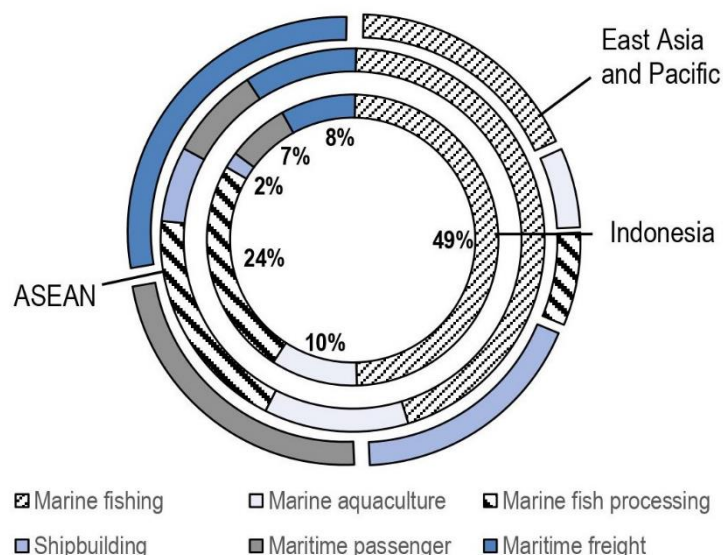 East Asia
and Pacific
8%
7%
2%
49%
Indonesia
24%
ASEAN
10%
Marine fishing
Marine aquaculture
Marine fish processing
Shipbuilding
Maritime passenger
Maritime freight